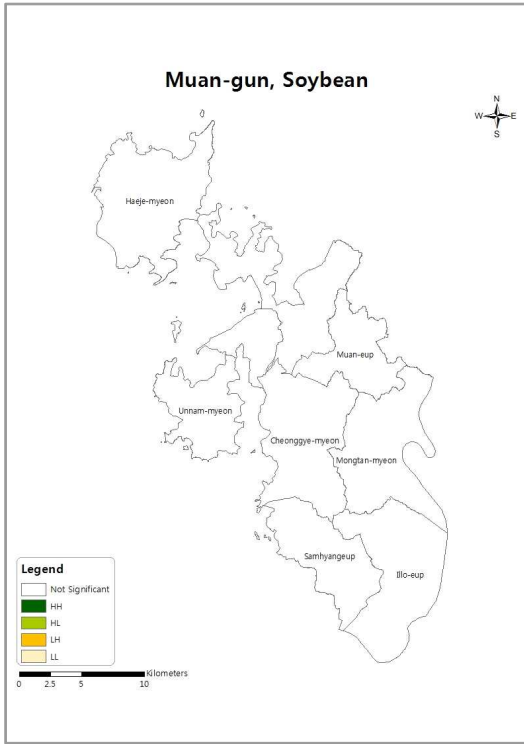 Muan-gun, Soybean
N
W E
S
Haeje-myeon
Muan-eup
Unnam-myeon
Cheonggye-myeon
Mongtan-myeon
Samhyangeup
Illo-eup
Legend
Not Significant
HH
HL
LH
LL
Kilometers
0 2.5 5 10